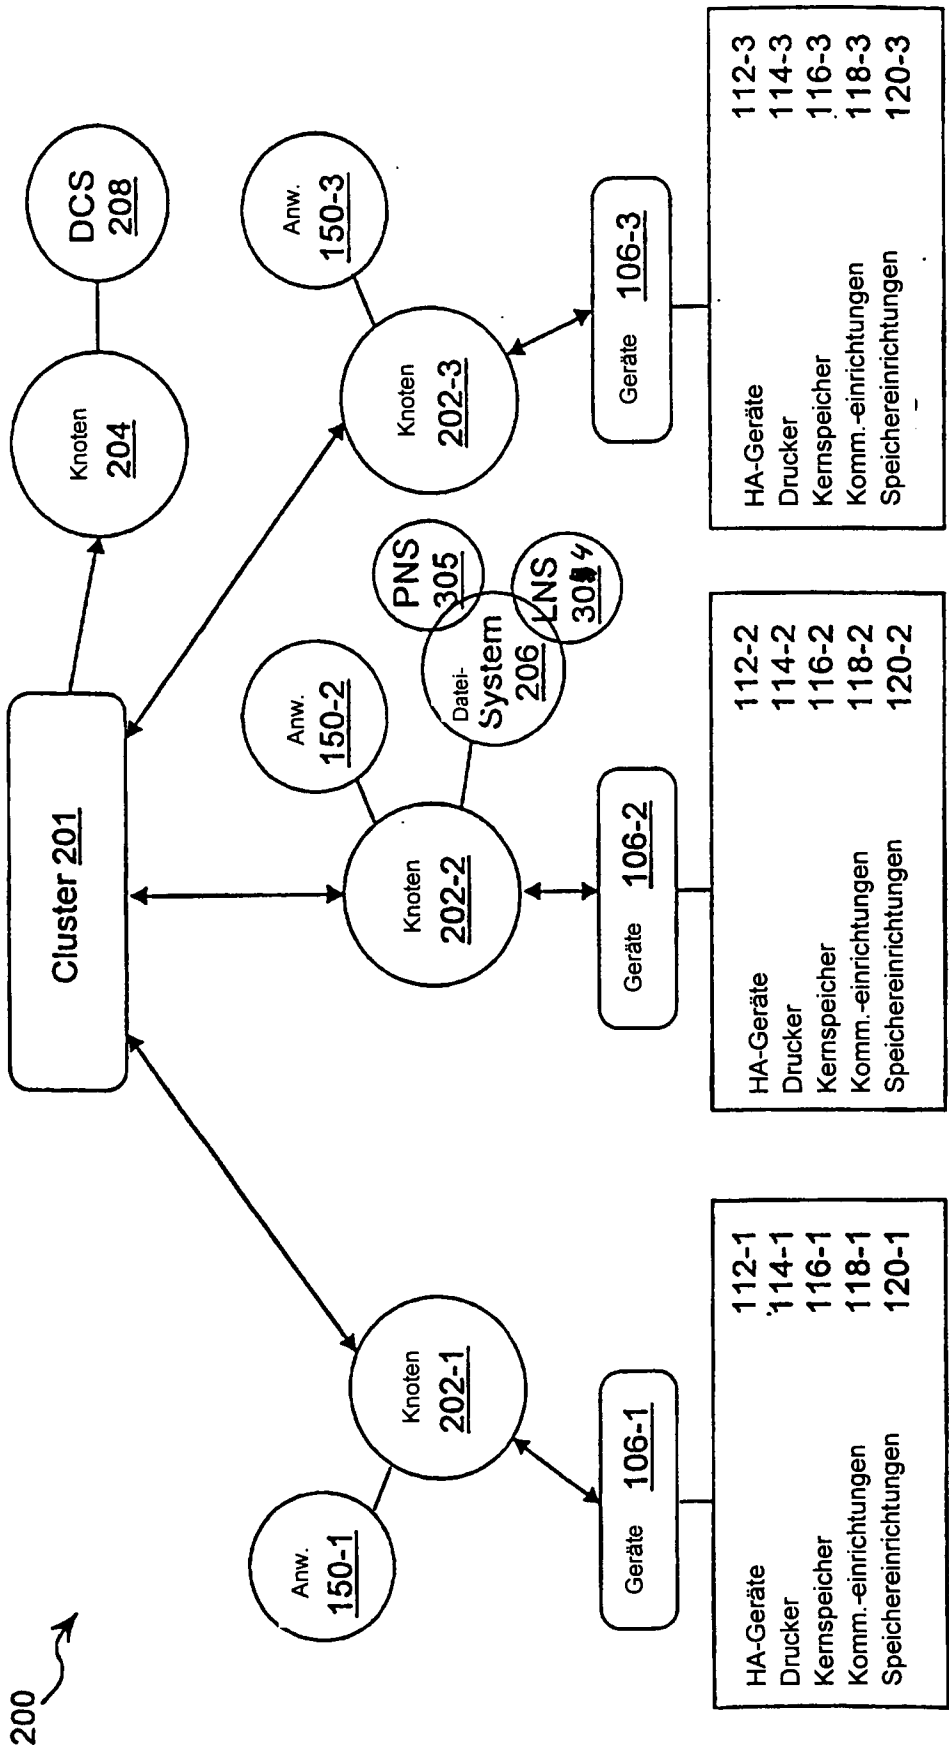 200
Cluster 201
Knoten
204
DCS
208
Anw.
150-1
Knoten
202-1
Anw.
150-2
Knoten
202-2
Datei-
System
206
PNS
305
LNS
304
Anw.
150-3
Knoten
202-3
Geräte 106-1
Geräte 106-2
Geräte 106-3
HA-Geräte 112-1
Drucker 114-1
Kernspeicher 116-1
Komm.-einrichtungen 118-1
Speichereinrichtungen 120-1
HA-Geräte 112-2
Drucker 114-2
Kernspeicher 116-2
Komm.-einrichtungen 118-2
Speichereinrichtungen 120-2
HA-Geräte 112-3
Drucker 114-3
Kernspeicher 116-3
Komm.-einrichtungen 118-3
Speichereinrichtungen 120-3